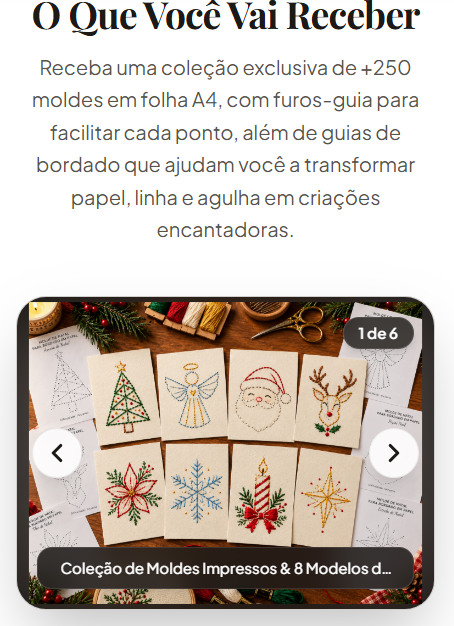 O Que Você Vai Receber
Receba uma coleção exclusiva de +250
moldes em folha A4, com furos-guia para
facilitar cada ponto, além de guias de
bordado que ajudam você a transformar
papel, linha e agulha em criações
encantadoras.
1 de 6
Coleção de Moldes Impressos & 8 Modelos d...